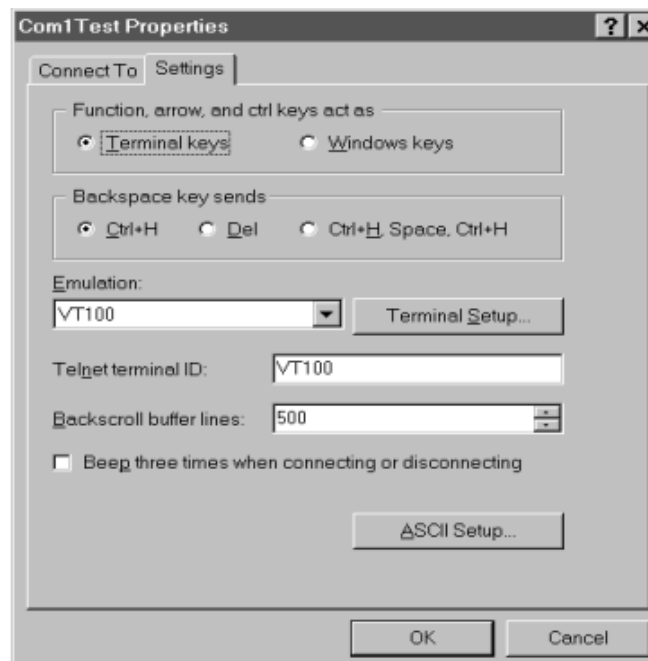 Com1Test Properties
Connect To Settings
Function, arrow, and ctrl keys act as
Terminal keys Windows keys
Backspace key sends
Ctrl+H Del Ctrl+H, Space, Ctrl+H
Emulation:
VT100 Terminal Setup...
Telnet terminal ID: VT100
Backscroll buffer lines: 500
Beep three times when connecting or disconnecting
ASCII Setup...
OK Cancel